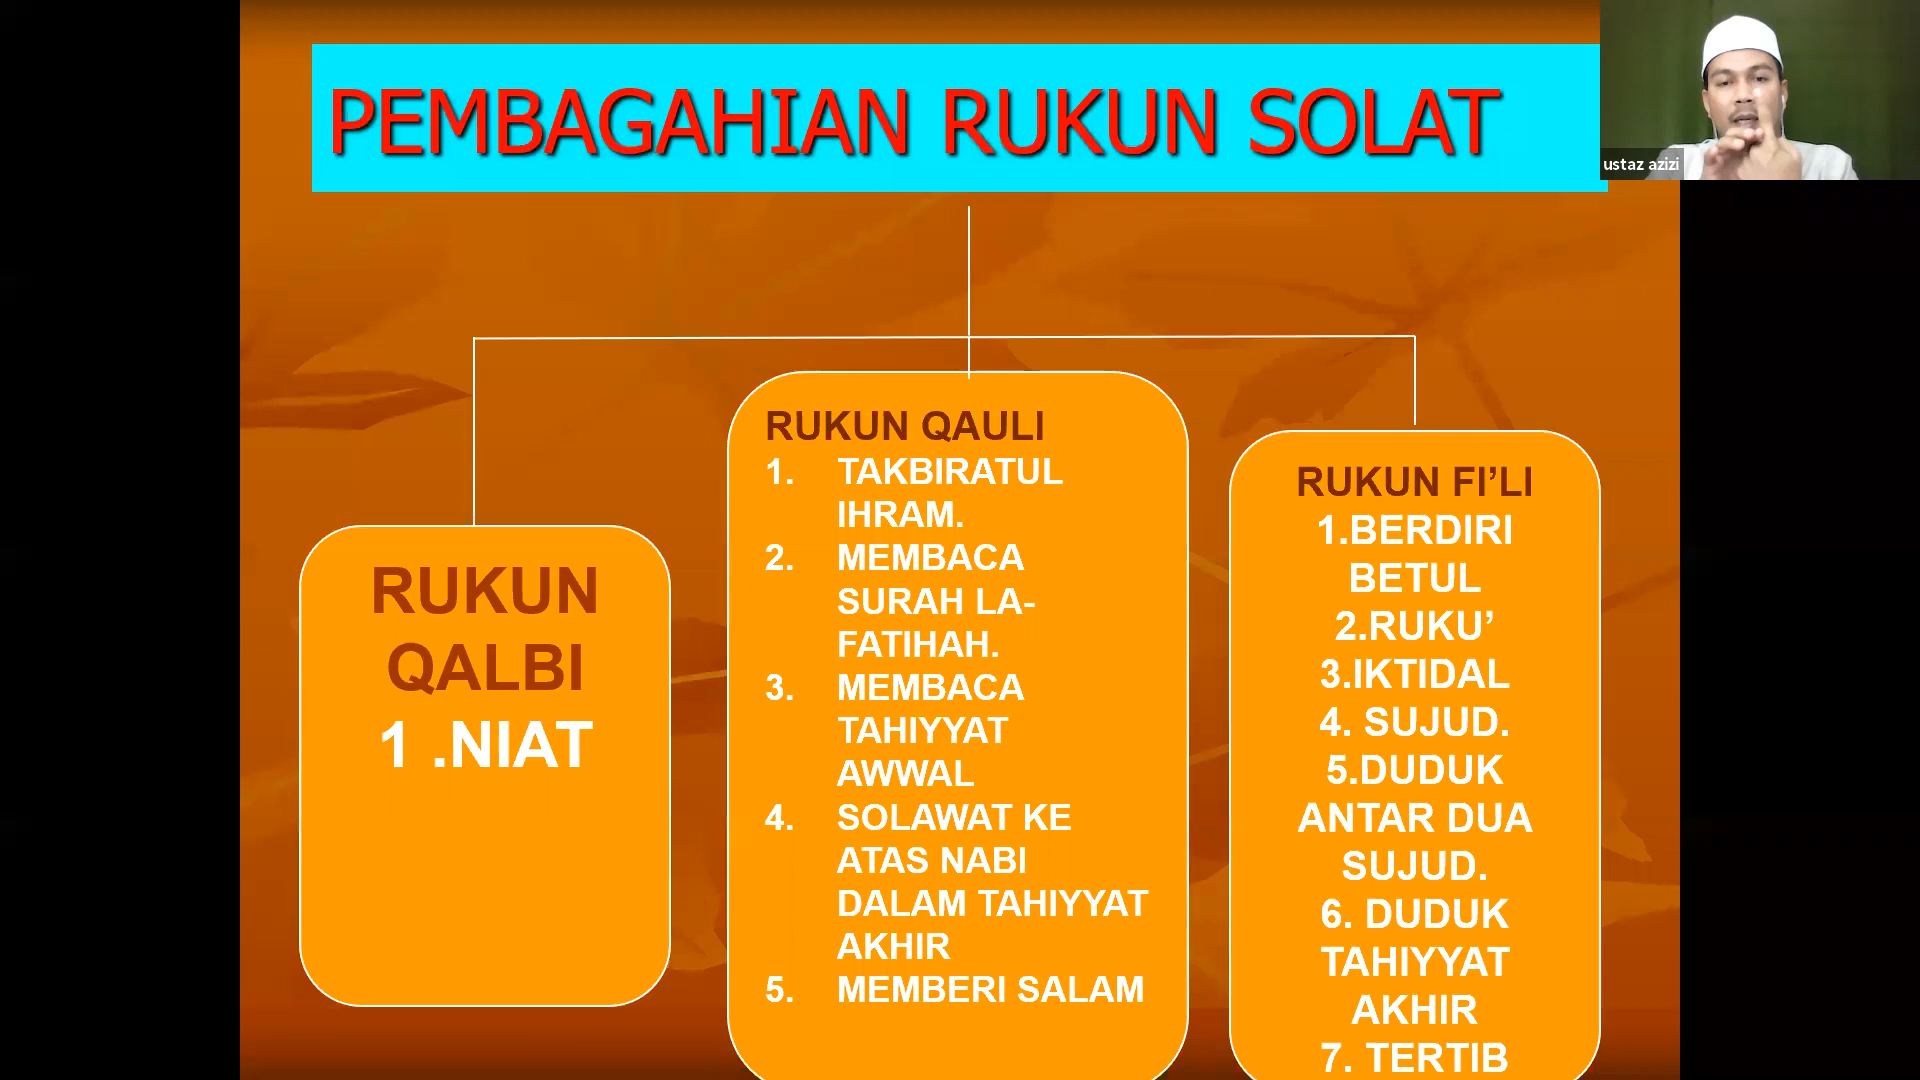 PEMBAGAHIAN RUKUN SOLAT
ustaz azizi
RUKUN
QALBI
1 .NIAT
RUKUN QAULI
1. TAKBIRATUL
IHRAM.
2. MEMBACA
SURAH LA-
FATIHAH.
3. MEMBACA
TAHIYYAT
AWWAL
4. SOLAWAT KE
ATAS NABI
DALAM TAHIYYAT
AKHIR
5. MEMBERI SALAM
RUKUN FI’LI
1.BERDIRI
BETUL
2.RUKU’
3.IKTIDAL
4. SUJUD.
5.DUDUK
ANTAR DUA
SUJUD.
6. DUDUK
TAHIYYAT
AKHIR
7. TERTIB